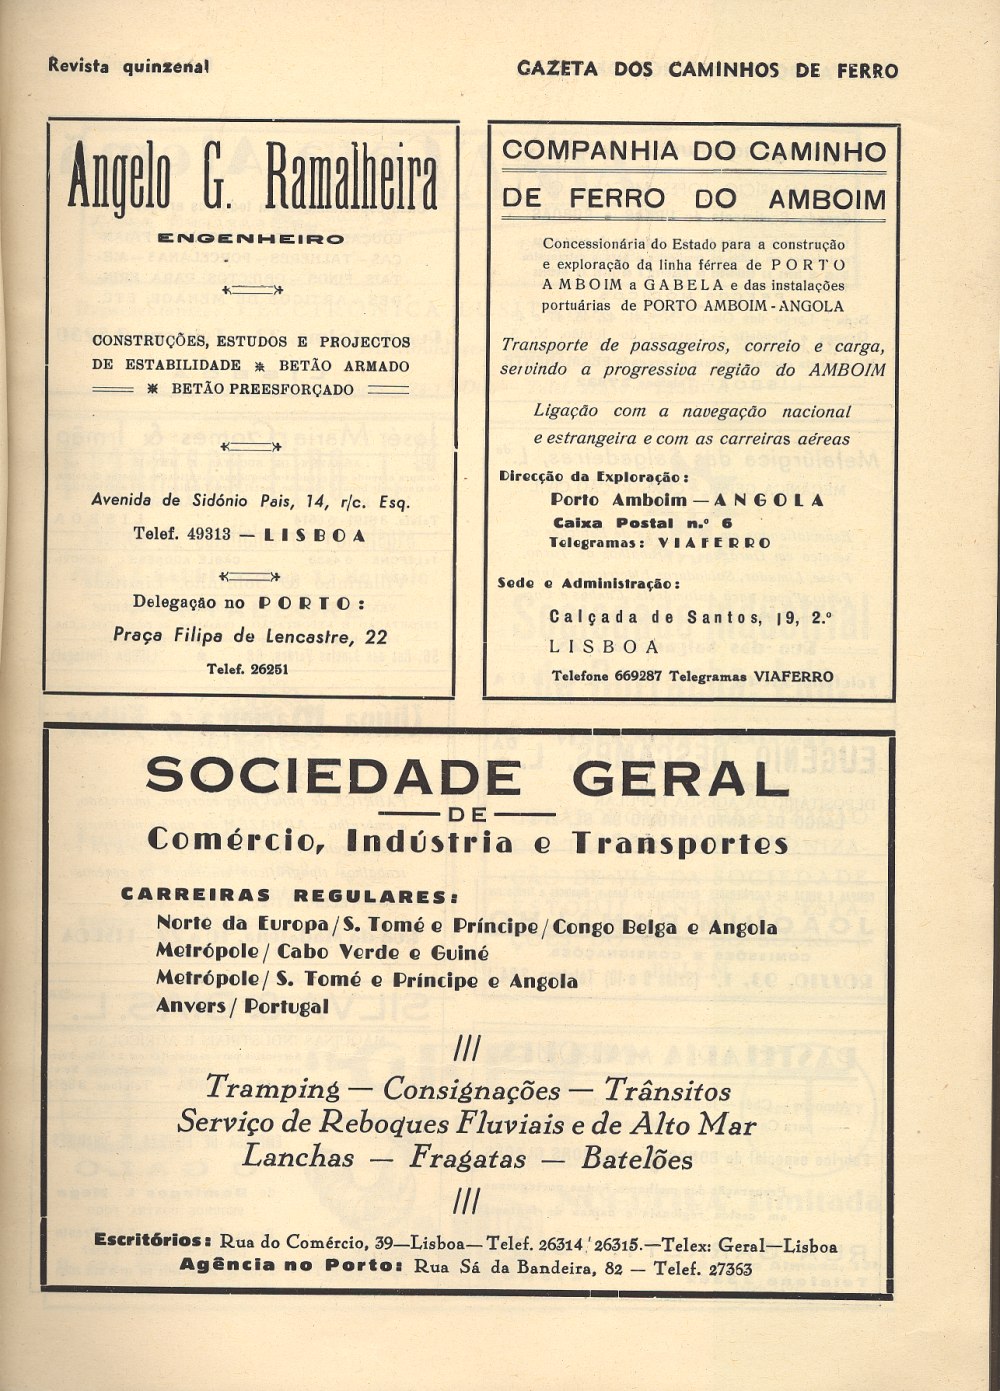 Revista quinzenal
GAZETA DOS CAMINHOS DE FERRO
Angelo G. Ramalheira
ENGENHEIRO
CONSTRUÇÕES, ESTUDOS E PROJECTOS
DE ESTABILIDADE ⁕ BETÃO ARMADO
⁕ BETÃO PREESFORÇADO
Avenida de Sidónio Pais, 14, r/c. Esq.
Telef. 49313 — LISBOA
Delegação no PORTO:
Praça Filipa de Lencastre, 22
Telef. 26251
COMPANHIA DO CAMINHO
DE FERRO DO AMBOIM
Concessionária do Estado para a construção
e exploração da linha férrea de PORTO
AMBOIM a GABELA e das instalações
portuárias de PORTO AMBOIM - ANGOLA
Transporte de passageiros, correio e carga,
servindo a progressiva região do AMBOIM
Ligação com a navegação nacional
e estrangeira e com as carreiras aéreas
Direcção da Exploração:
Porto Amboim — ANGOLA
Caixa Postal n.º 6
Telegramas: VIAFERRO
Sede e Administração:
Calçada de Santos, 19, 2.º
LISBOA
Telefone 669287 Telegramas VIAFERRO
SOCIEDADE GERAL
— DE —
Comércio, Indústria e Transportes
CARREIRAS REGULARES:
Norte da Europa/S. Tomé e Príncipe/Congo Belga e Angola
Metrópole/Cabo Verde e Guiné
Metrópole/ S. Tomé e Príncipe e Angola
Anvers/Portugal
///
Tramping — Consignações — Trânsitos
Serviço de Reboques Fluviais e de Alto Mar
Lanchas — Fragatas — Batelões
///
Escritórios: Rua do Comércio, 39—Lisboa—Telef. 26314/26315.—Telex: Geral—Lisboa
Agência no Porto: Rua Sá da Bandeira, 82 — Telef. 27363